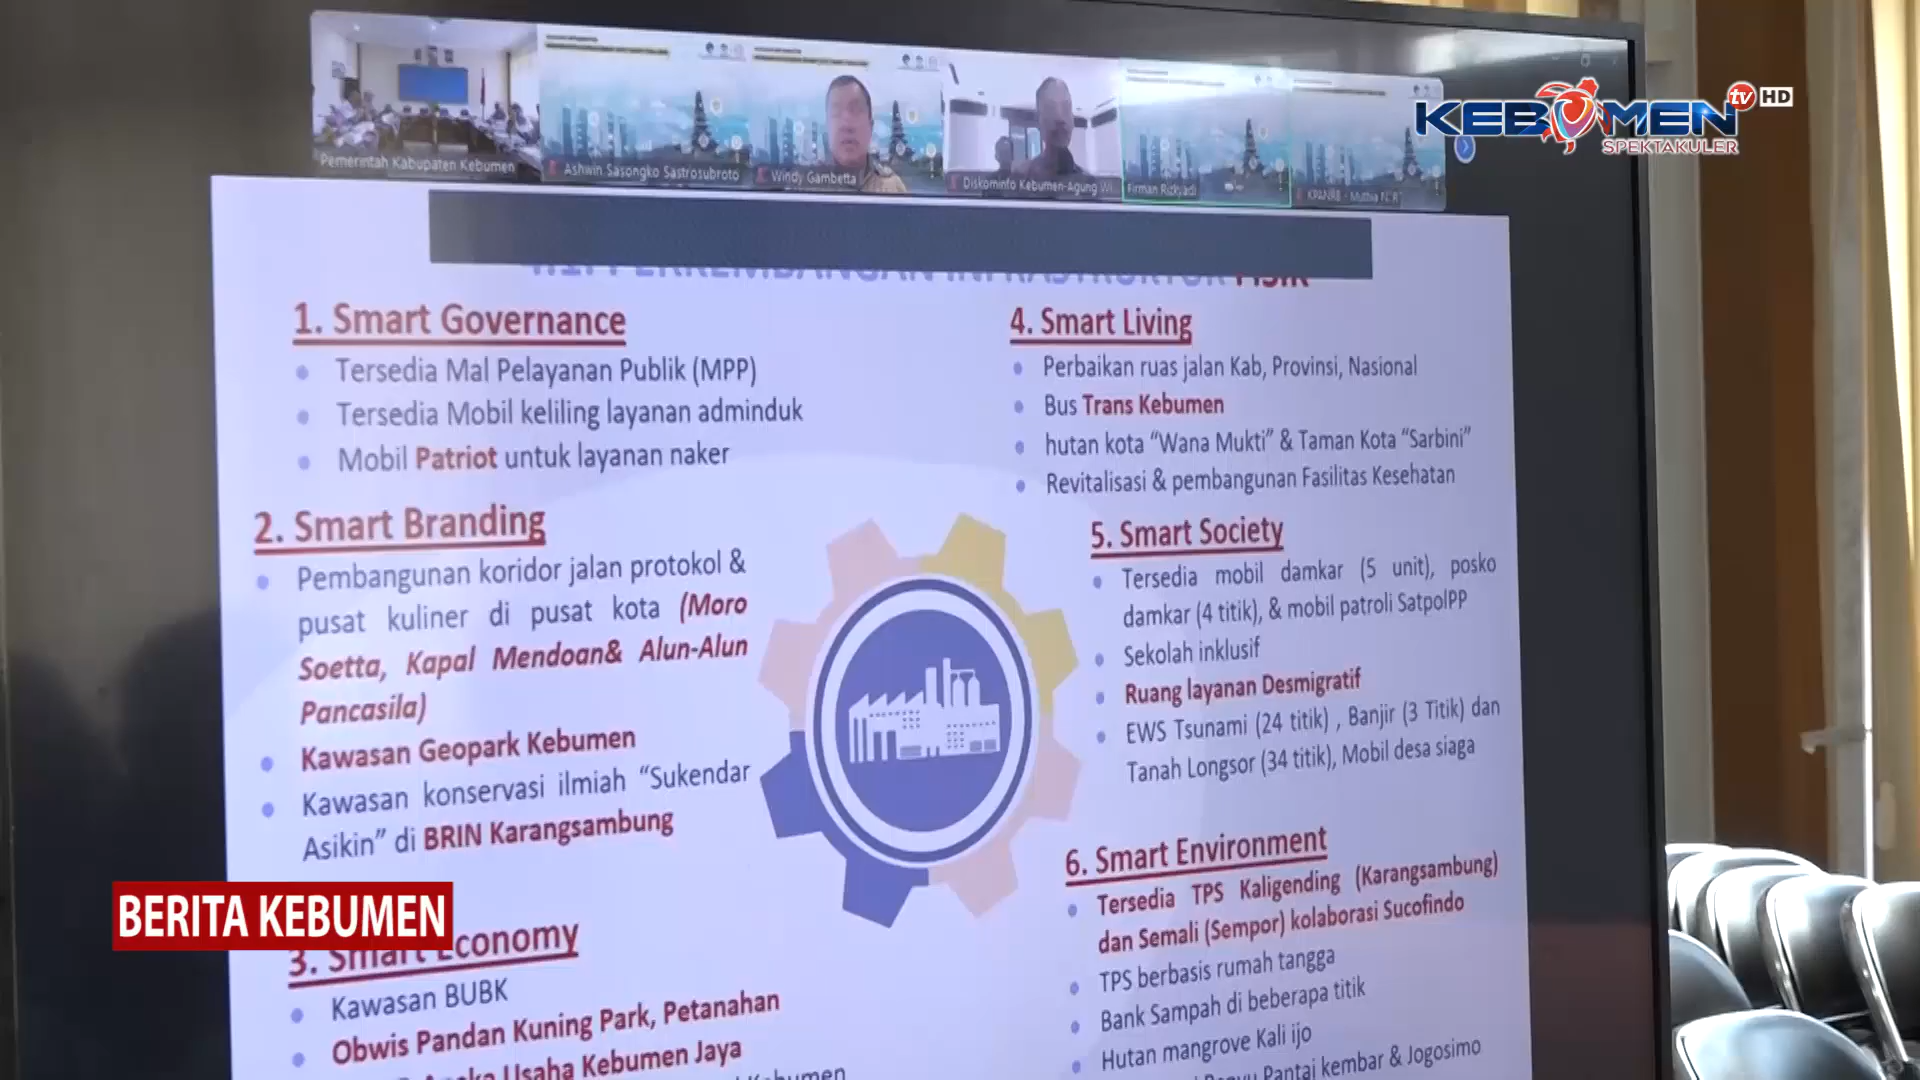 Pemerintah Kabupaten Kebumen
Ashwin Sasongko Sastrosubroto
Windy Gambetta
Diskominfo Kebumen-Agung
Firman Rizkyadi
KEBUMEN tv HD
SPEKTAKULER
PERKEMBANGAN INFRASTRUKTUR FISIK
1. Smart Governance
Tersedia Mal Pelayanan Publik (MPP)
Tersedia Mobil keliling layanan adminduk
Mobil Patriot untuk layanan naker
2. Smart Branding
Pembangunan koridor jalan protokol &
pusat kuliner di pusat kota (Moro
Soetta, Kapal Mendoan& Alun-Alun
Pancasila)
Kawasan Geopark Kebumen
Kawasan konservasi ilmiah “Sukendar
Asikin” di BRIN Karangsambung
3. Smart Economy
Kawasan BUBK
Obwis Pandan Kuning Park, Petanahan
Aneka Usaha Kebumen Jaya
Kebumen
4. Smart Living
Perbaikan ruas jalan Kab, Provinsi, Nasional
Bus Trans Kebumen
hutan kota “Wana Mukti” & Taman Kota “Sarbini”
Revitalisasi & pembangunan Fasilitas Kesehatan
5. Smart Society
Tersedia mobil damkar (5 unit), posko
damkar (4 titik), & mobil patroli SatpolPP
Sekolah inklusif
Ruang layanan Desmigratif
EWS Tsunami (24 titik) , Banjir (3 Titik) dan
Tanah Longsor (34 titik), Mobil desa siaga
6. Smart Environment
Tersedia TPS Kaligending (Karangsambung)
dan Semali (Sempor) kolaborasi Sucofindo
TPS berbasis rumah tangga
Bank Sampah di beberapa titik
Hutan mangrove Kali ijo
Pantai kembar & Jogosimo
BERITA KEBUMEN